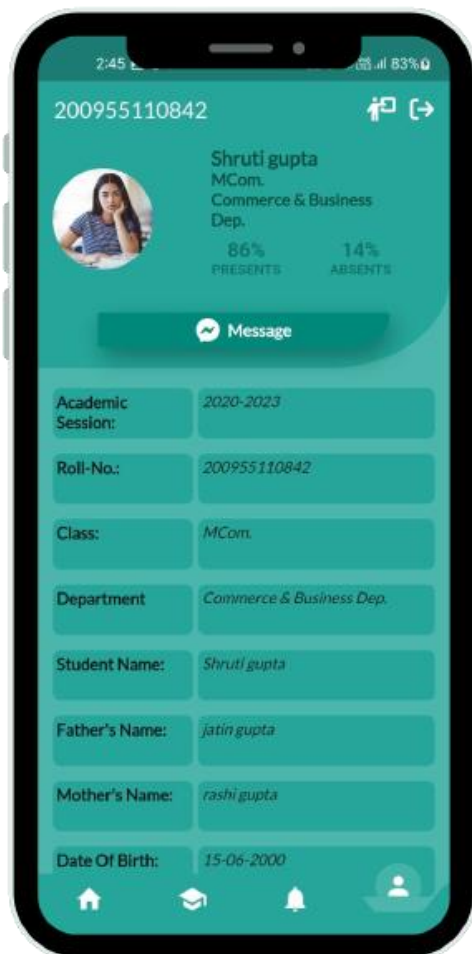 2:45
83%
200955110842
Shruti gupta
MCom.
Commerce & Business
Dep.
86% 14%
PRESENTS ABSENTS
Message
Academic 2020-2023
Session:
Roll-No.: 200955110842
Class: MCom.
Department Commerce & Business Dep.
Student Name: Shruti gupta
Father's Name: jatin gupta
Mother's Name: rashi gupta
Date Of Birth: 15-06-2000